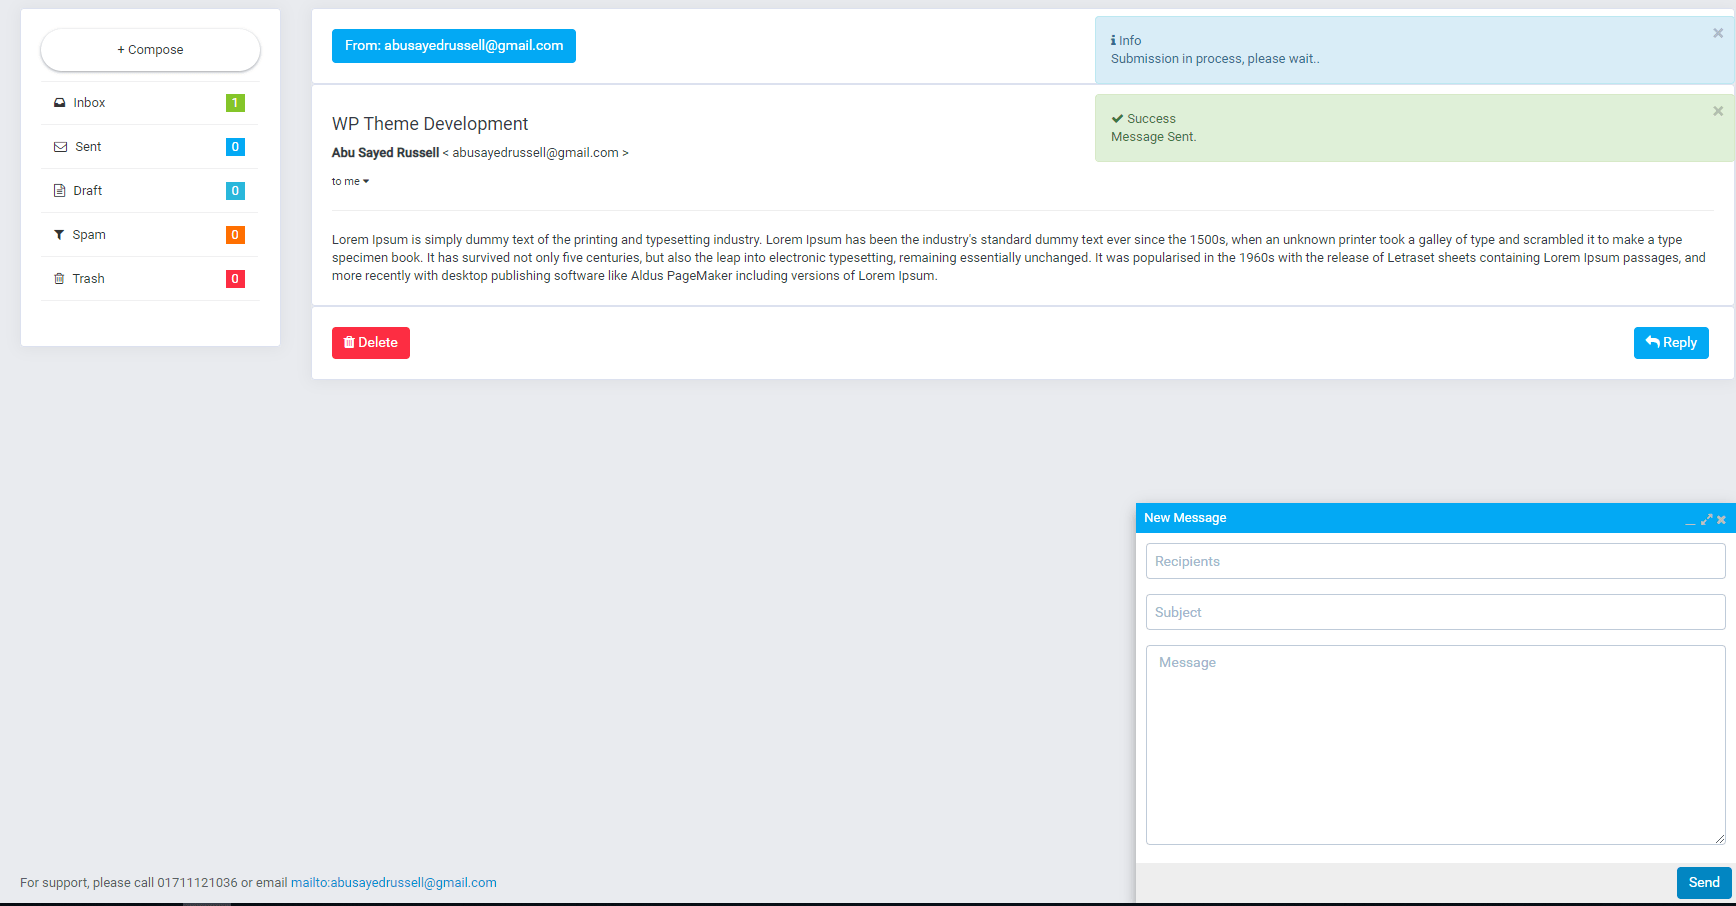 + Compose
Inbox 1
Sent 0
Draft 0
Spam 0
Trash 0
From: abusayedrussell@gmail.com
Info
Submission in process, please wait..
Success
Message Sent.
WP Theme Development
Abu Sayed Russell < abusayedrussell@gmail.com >
to me
Lorem Ipsum is simply dummy text of the printing and typesetting industry. Lorem Ipsum has been the industry's standard dummy text ever since the 1500s, when an unknown printer took a galley of type and scrambled it to make a type
specimen book. It has survived not only five centuries, but also the leap into electronic typesetting, remaining essentially unchanged. It was popularised in the 1960s with the release of Letraset sheets containing Lorem Ipsum passages, and
more recently with desktop publishing software like Aldus PageMaker including versions of Lorem Ipsum.
Delete
Reply
New Message
Recipients
Subject
Message
Send
For support, please call 01711121036 or email mailto:abusayedrussell@gmail.com